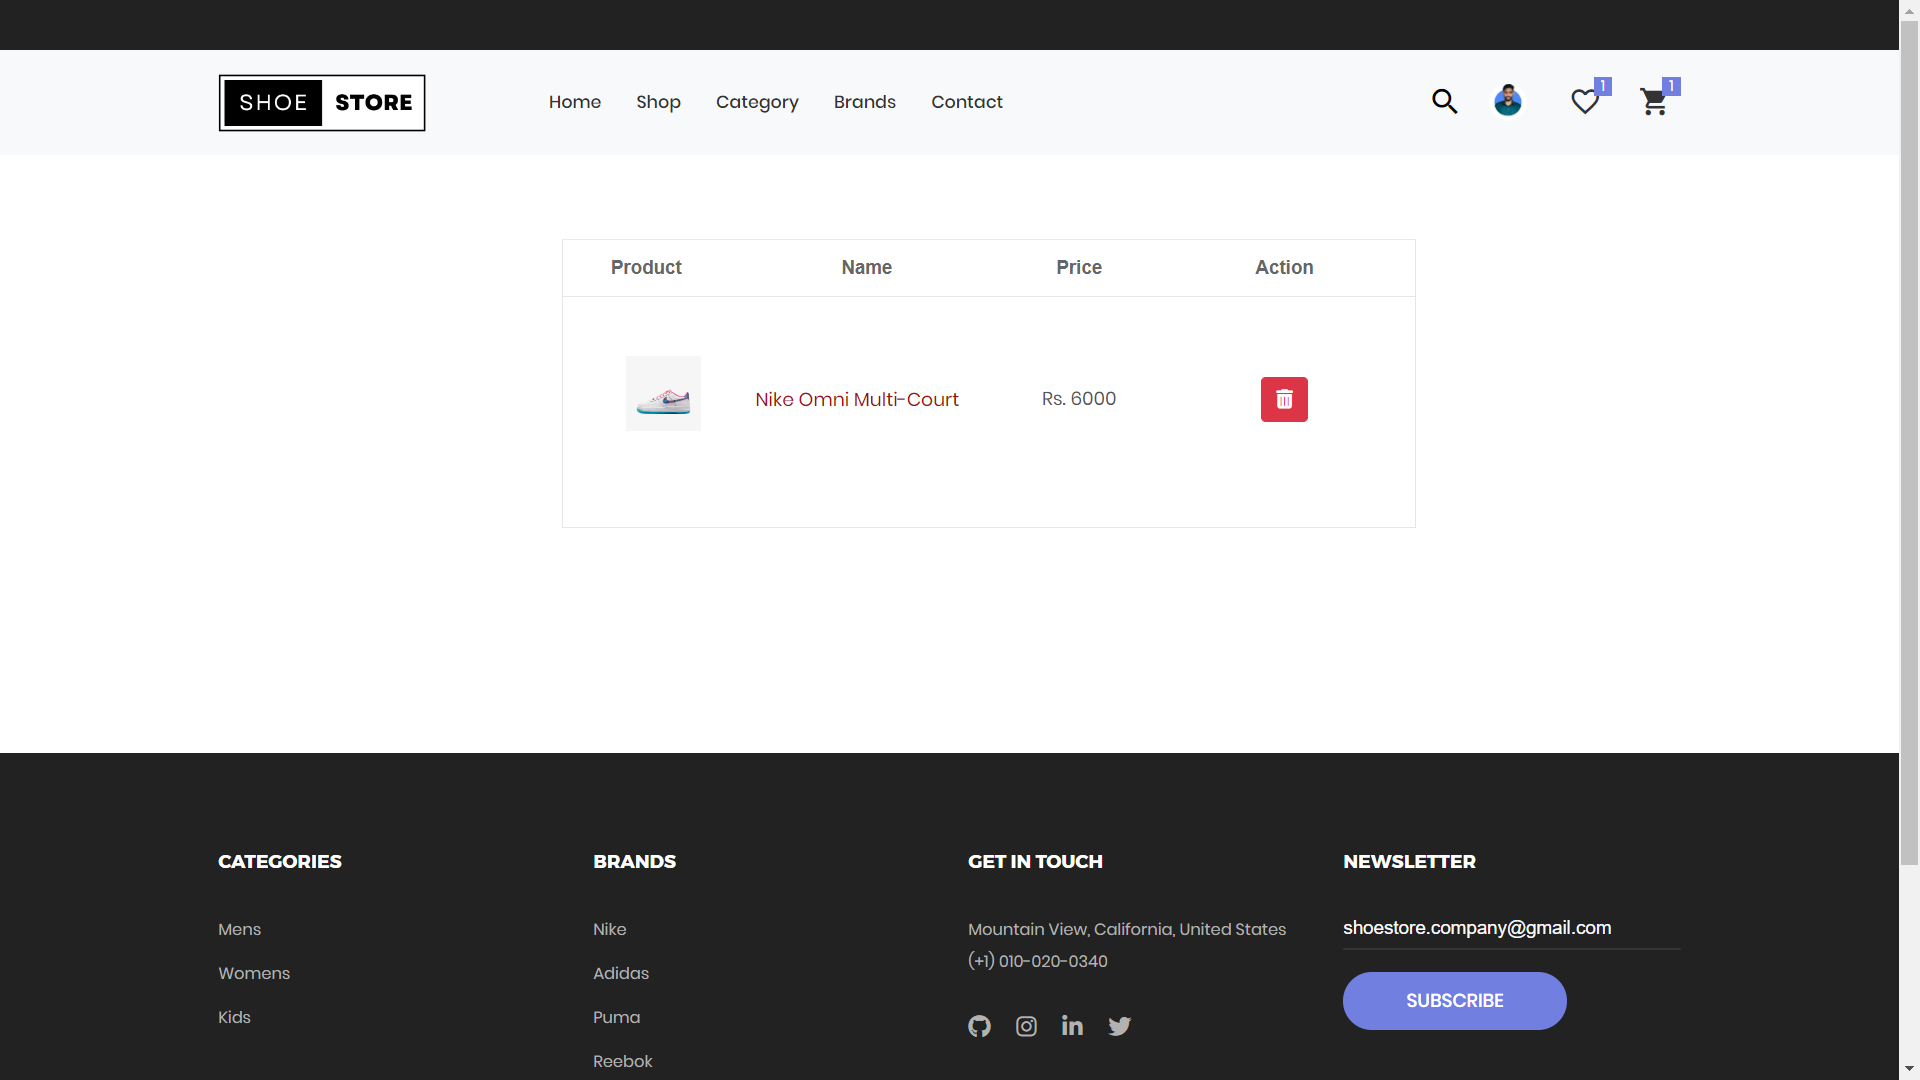 SHOE STORE
Home Shop Category Brands Contact
1 1
Product Name Price Action
Nike Omni Multi-Court Rs. 6000
CATEGORIES
Mens
Womens
Kids
BRANDS
Nike
Adidas
Puma
Reebok
GET IN TOUCH
Mountain View, California, United States
(+1) 010-020-0340
NEWSLETTER
shoestore.company@gmail.com
SUBSCRIBE